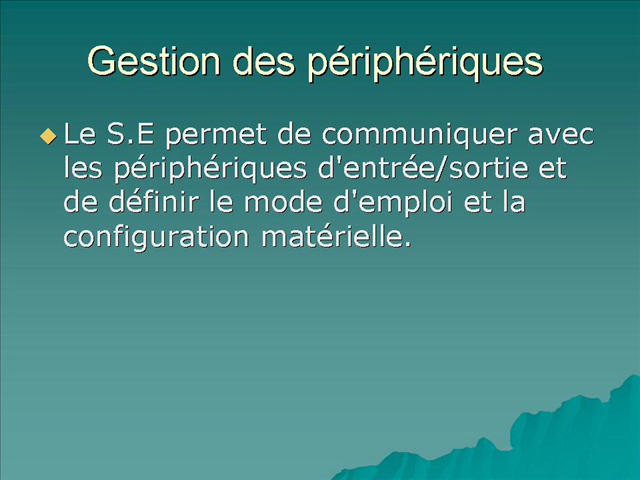 Gestion des périphériques
Le S.E permet de communiquer avec
les périphériques d'entrée/sortie et
de définir le mode d'emploi et la
configuration matérielle.